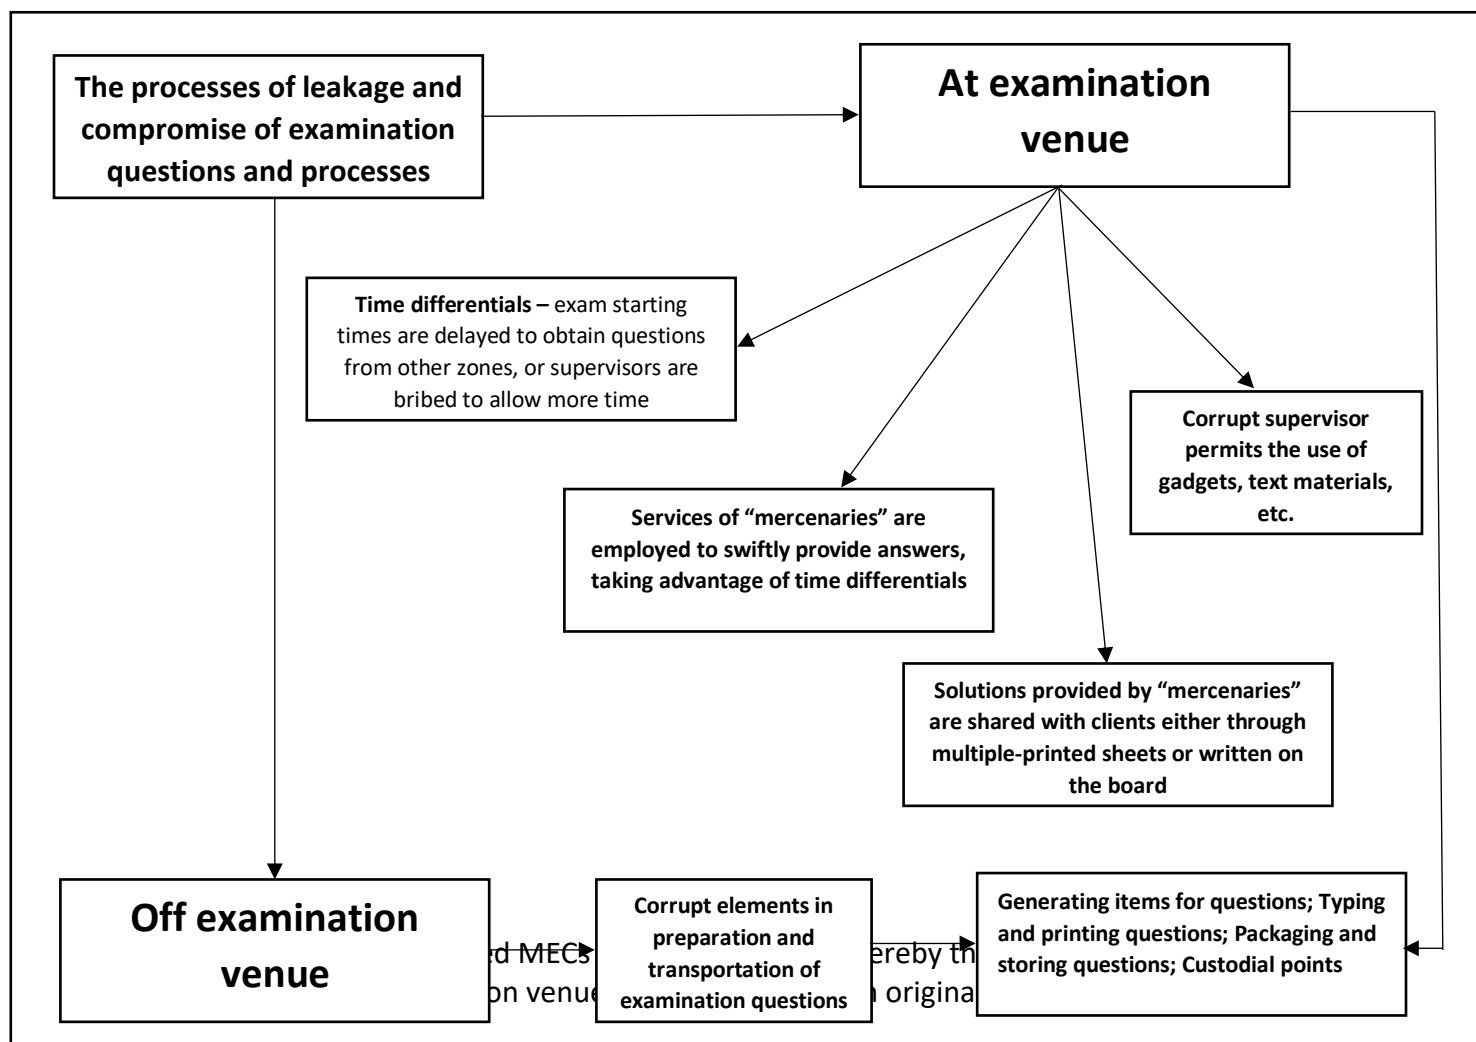 The processes of leakage and
compromise of examination
questions and processes
At examination
venue
Time differentials – exam starting
times are delayed to obtain questions
from other zones, or supervisors are
bribed to allow more time
Corrupt supervisor
permits the use of
gadgets, text materials,
etc.
Services of “mercenaries” are
employed to swiftly provide answers,
taking advantage of time differentials
Solutions provided by “mercenaries”
are shared with clients either through
multiple-printed sheets or written on
the board
Off examination
venue
Corrupt elements in
preparation and
transportation of
examination questions
Generating items for questions; Typing
and printing questions; Packaging and
storing questions; Custodial points
MECs